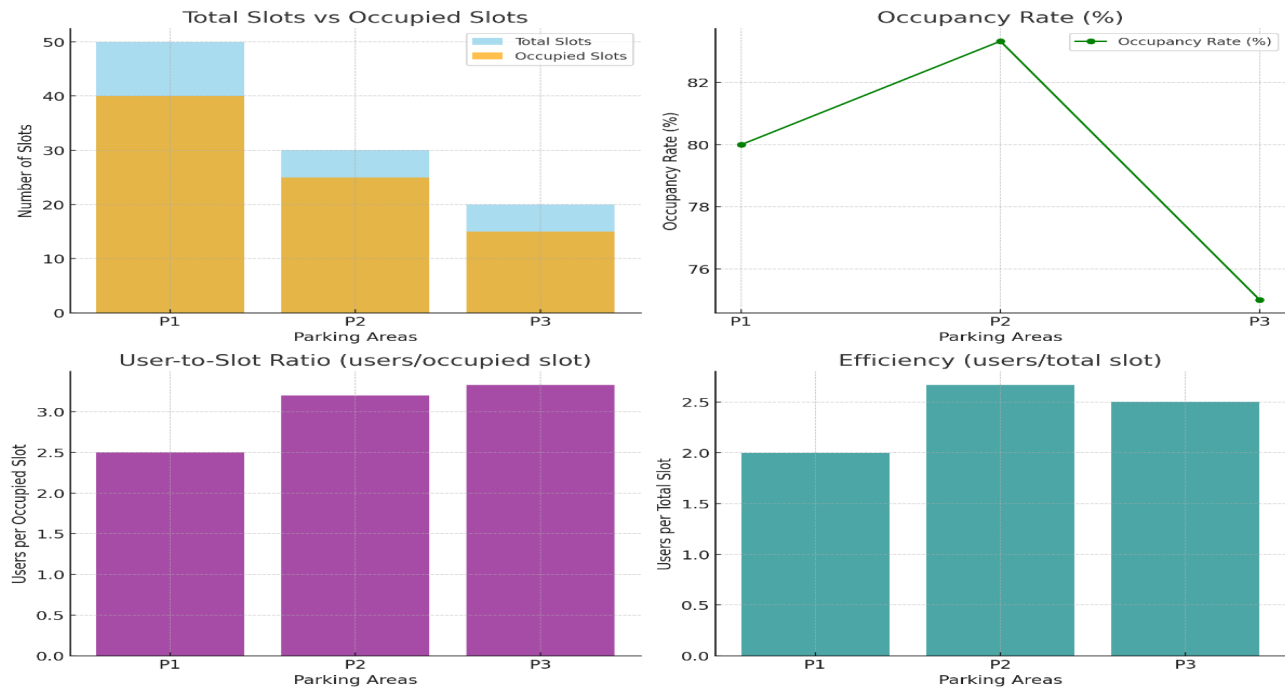 Total Slots vs Occupied Slots
50
40
30
20
10
0
Number of Slots
Total Slots
Occupied Slots
P1 P2 P3
Parking Areas
Occupancy Rate (%)
82
80
78
76
Occupancy Rate (%)
Occupancy Rate (%)
P1 P2 P3
Parking Areas
User-to-Slot Ratio (users/occupied slot)
3.0
2.5
3.0
1.5
1.0
0.5
0.0
Users per Occupied Slot
P1 P2 P3
Parking Areas
Efficiency (users/total slot)
2.5
2.0
1.5
1.0
0.5
0.0
Users per Total Slot
P1 P2 P3
Parking Areas